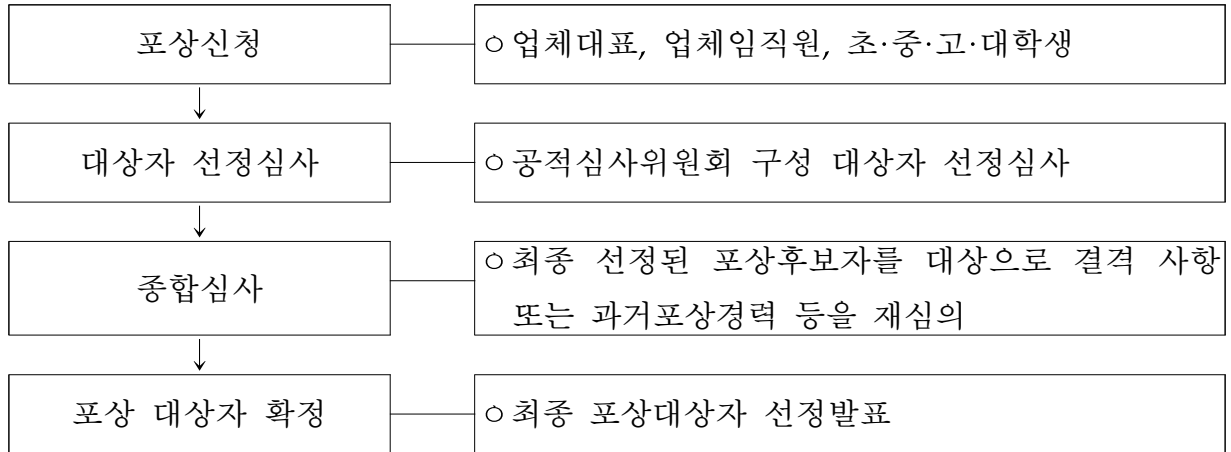 포상신청
○ 업체대표, 업체임직원, 초·중·고·대학생
대상자 선정심사
○ 공적심사위원회 구성 대상자 선정심사
종합심사
○ 최종 선정된 포상후보자를 대상으로 결격 사항
또는 과거포상경력 등을 재심의
포상 대상자 확정
○ 최종 포상대상자 선정발표